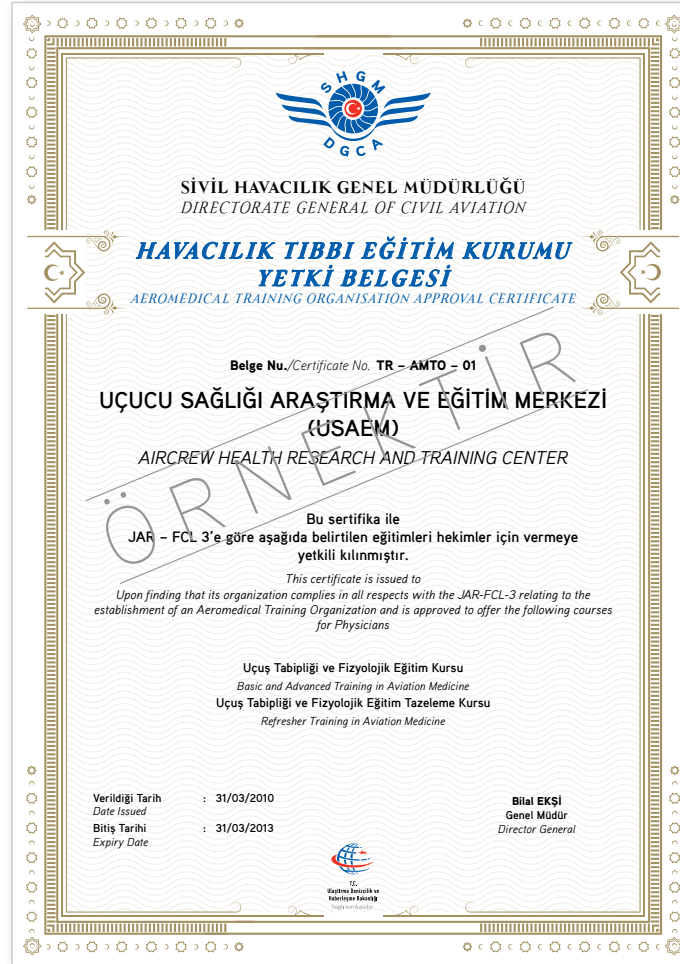 SHGM
DGCA
SİVİL HAVACILIK GENEL MÜDÜRLÜĞÜ
DIRECTORATE GENERAL OF CIVIL AVIATION
HAVACILIK TIBBI EĞİTİM KURUMU
YETKİ BELGESİ
AEROMEDICAL TRAINING ORGANISATION APPROVAL CERTIFICATE
Belge Nu./Certificate No. TR – AMTO – 01
UÇUCU SAĞLIĞI ARAŞTIRMA VE EĞİTİM MERKEZİ
(USAEM)
AIRCREW HEALTH RESEARCH AND TRAINING CENTER
ÖRNEKTİR
Bu sertifika ile
JAR – FCL 3'e göre aşağıda belirtilen eğitimleri hekimler için vermeye
yetkili kılınmıştır.
This certificate is issued to
Upon finding that its organization complies in all respects with the JAR-FCL-3 relating to the
establishment of an Aeromedical Training Organization and is approved to offer the following courses
for Physicians
Uçuş Tabipliği ve Fizyolojik Eğitim Kursu
Basic and Advanced Training in Aviation Medicine
Uçuş Tabipliği ve Fizyolojik Eğitim Tazeleme Kursu
Refresher Training in Aviation Medicine
Verildiği Tarih : 31/03/2010
Date Issued
Bitiş Tarihi : 31/03/2013
Expiry Date
Bilal EKŞİ
Genel Müdür
Director General
T.C.
Ulaştırma Denizcilik ve
Haberleşme Bakanlığı